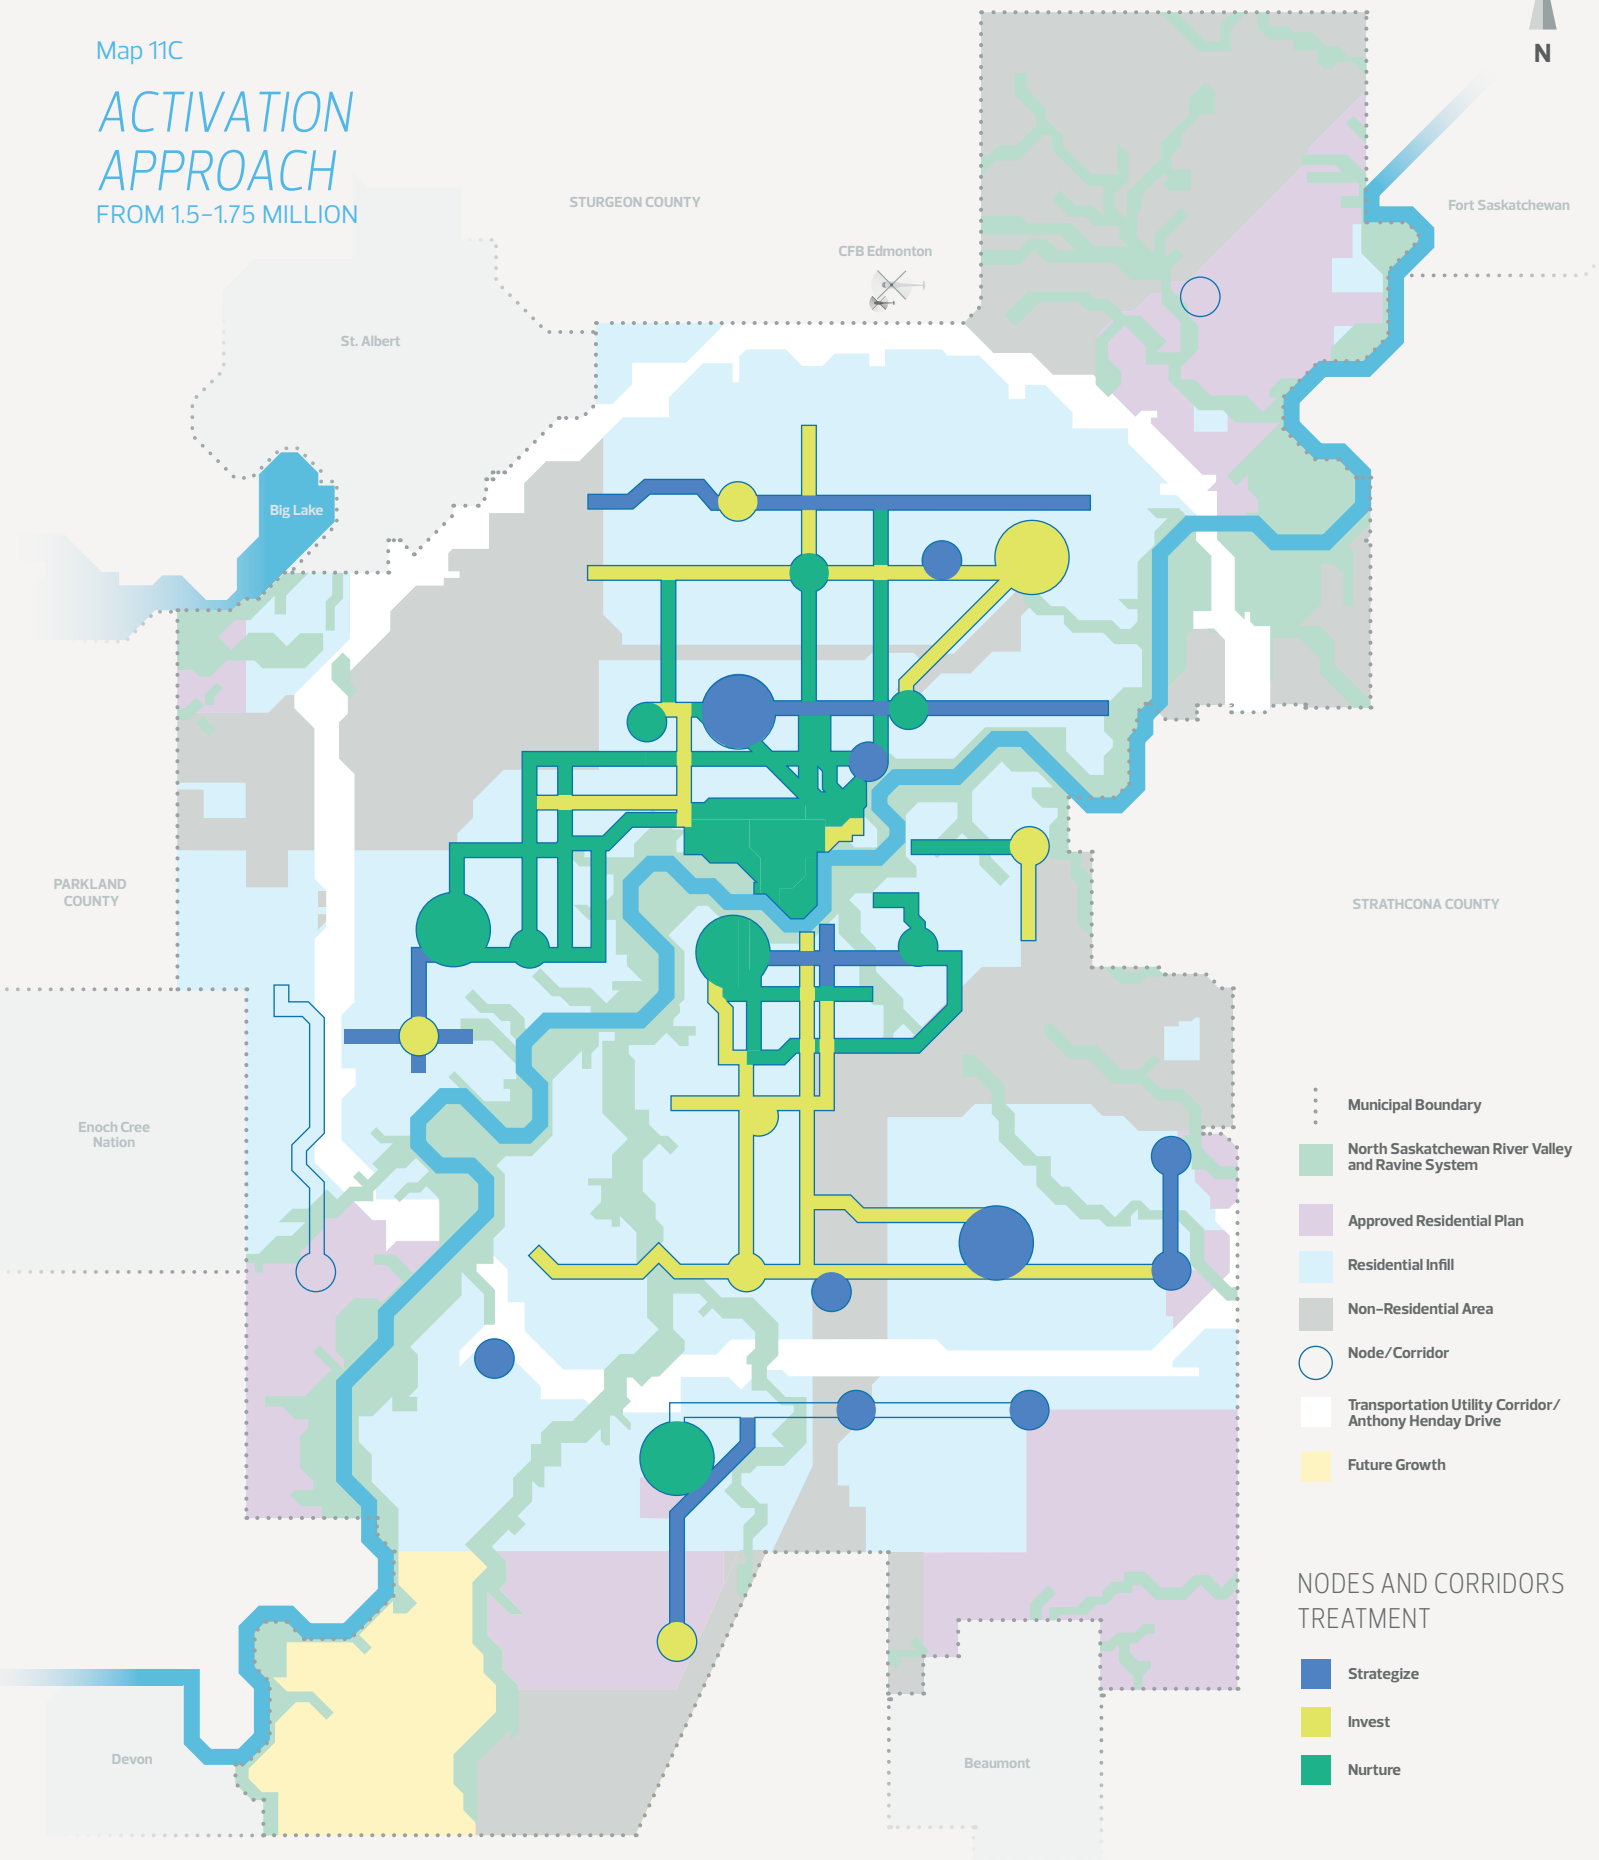 Map 11C
ACTIVATION
APPROACH
FROM 1.5–1.75 MILLION
N
STURGEON COUNTY
Fort Saskatchewan
CFB Edmonton
St. Albert
Big Lake
PARKLAND
COUNTY
STRATHCONA COUNTY
Enoch Cree
Nation
Devon
Beaumont
Municipal Boundary
North Saskatchewan River Valley
and Ravine System
Approved Residential Plan
Residential Infill
Non–Residential Area
Node/Corridor
Transportation Utility Corridor/
Anthony Henday Drive
Future Growth
NODES AND CORRIDORS
TREATMENT
Strategize
Invest
Nurture